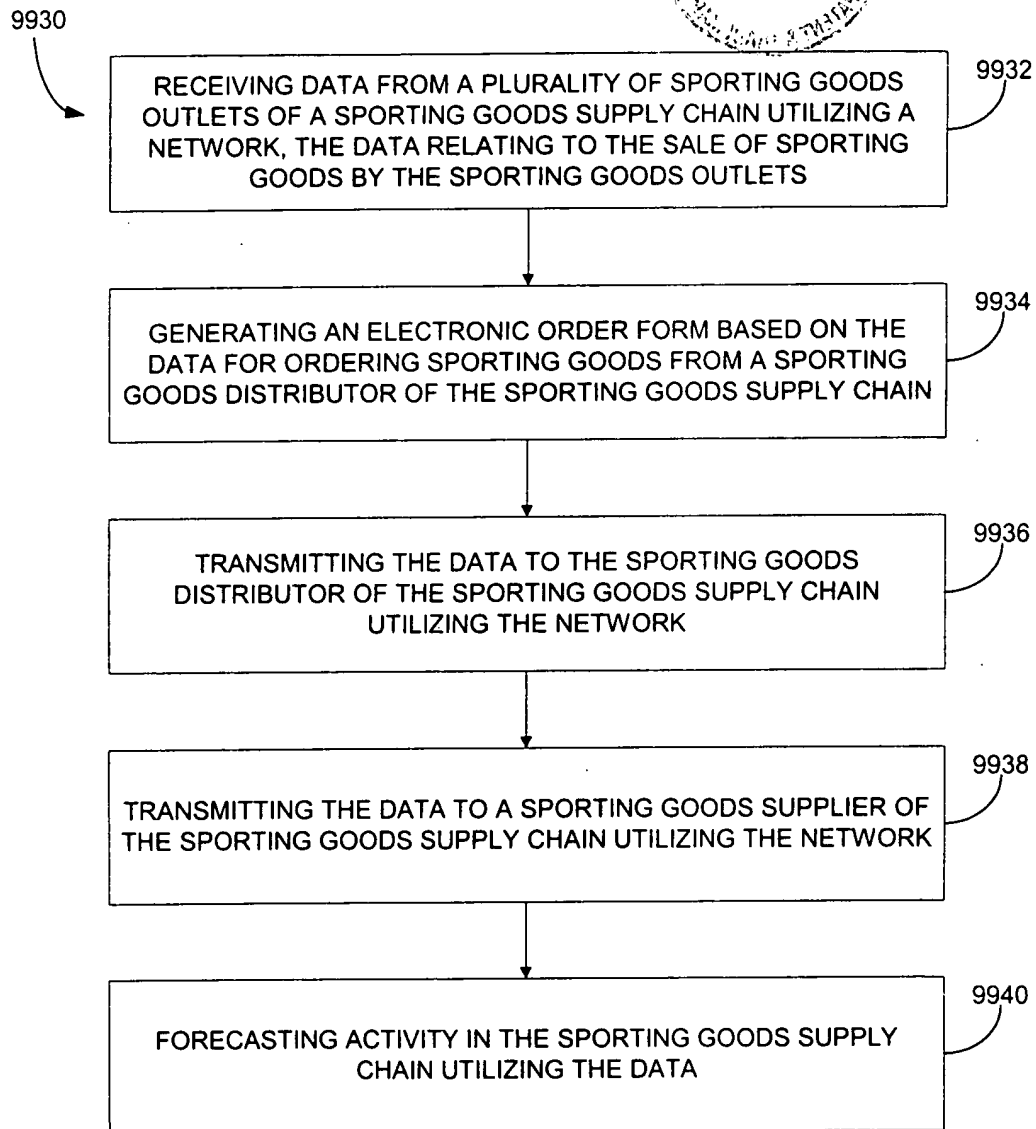 9930
RECEIVING DATA FROM A PLURALITY OF SPORTING GOODS
OUTLETS OF A SPORTING GOODS SUPPLY CHAIN UTILIZING A
NETWORK, THE DATA RELATING TO THE SALE OF SPORTING
GOODS BY THE SPORTING GOODS OUTLETS
9932
GENERATING AN ELECTRONIC ORDER FORM BASED ON THE
DATA FOR ORDERING SPORTING GOODS FROM A SPORTING
GOODS DISTRIBUTOR OF THE SPORTING GOODS SUPPLY CHAIN
9934
TRANSMITTING THE DATA TO THE SPORTING GOODS
DISTRIBUTOR OF THE SPORTING GOODS SUPPLY CHAIN
UTILIZING THE NETWORK
9936
TRANSMITTING THE DATA TO A SPORTING GOODS SUPPLIER OF
THE SPORTING GOODS SUPPLY CHAIN UTILIZING THE NETWORK
9938
FORECASTING ACTIVITY IN THE SPORTING GOODS SUPPLY
CHAIN UTILIZING THE DATA
9940